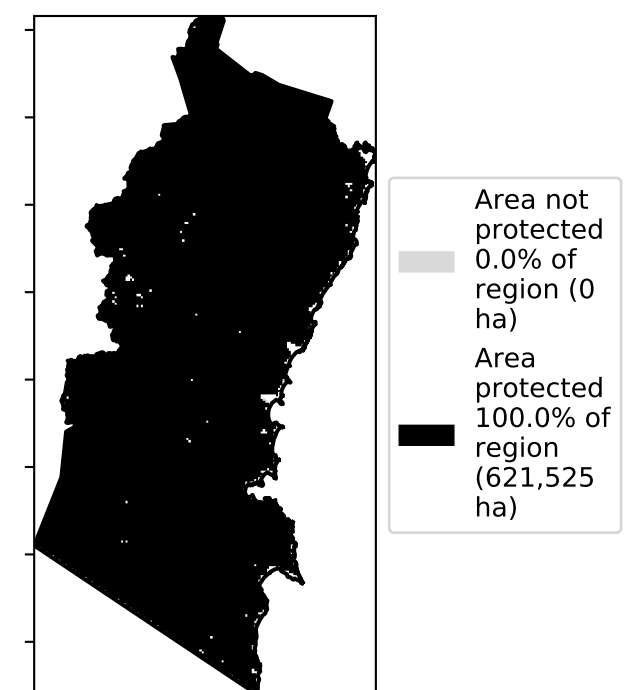 Area not
protected
0.0% of
region (0
ha)
Area
protected
100.0% of
region
(621,525
ha)